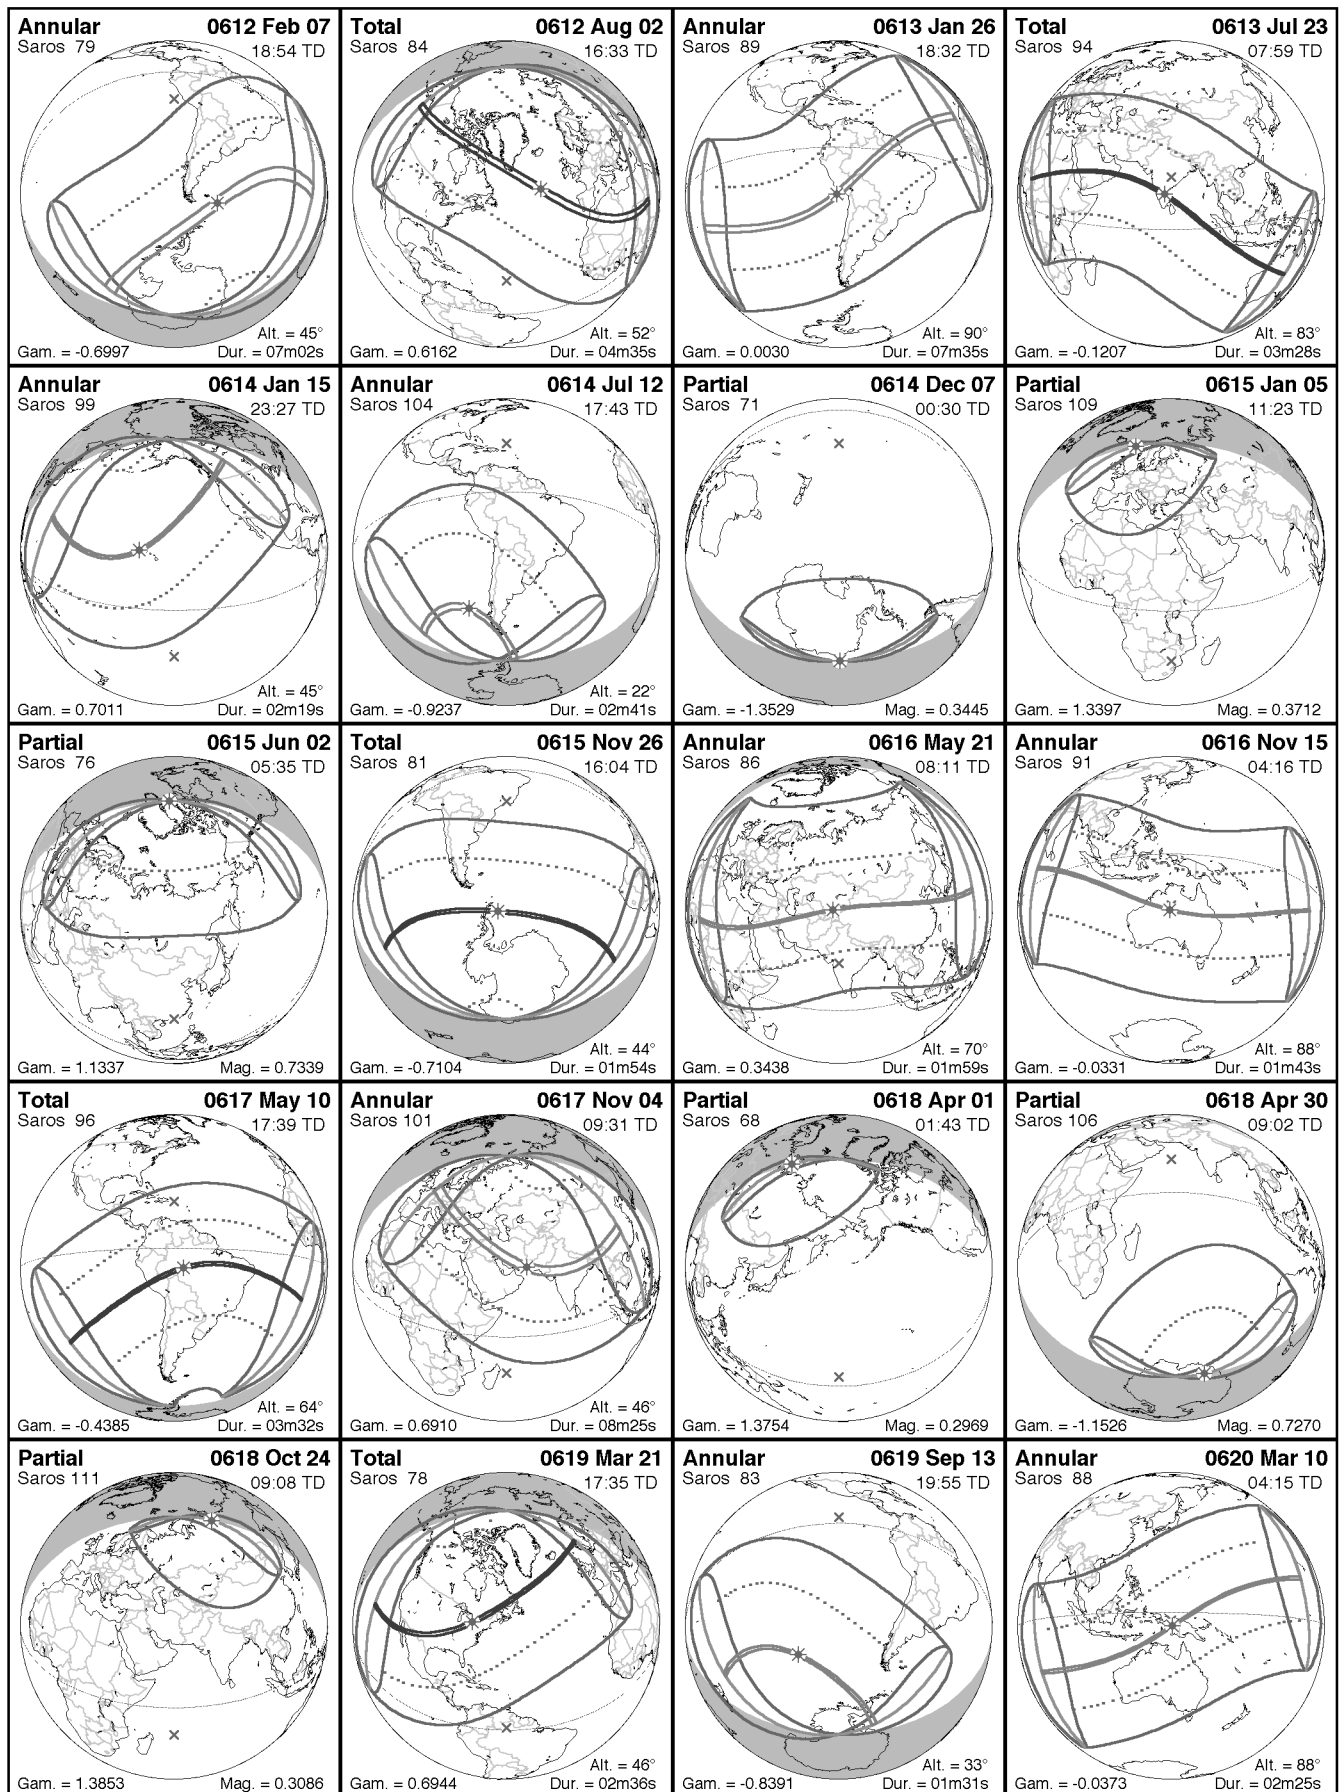 Annular 0612 Feb 07
Saros 79 18:54 TD
Alt. = 45°
Gam. = -0.6997 Dur. = 07m02s
Total 0612 Aug 02
Saros 84 16:33 TD
Alt. = 52°
Gam. = 0.6162 Dur. = 04m35s
Annular 0613 Jan 26
Saros 89 18:32 TD
Alt. = 90°
Gam. = 0.0030 Dur. = 07m35s
Total 0613 Jul 23
Saros 94 07:59 TD
Alt. = 83°
Gam. = -0.1207 Dur. = 03m28s
Annular 0614 Jan 15
Saros 99 23:27 TD
Alt. = 45°
Gam. = 0.7011 Dur. = 02m19s
Annular 0614 Jul 12
Saros 104 17:43 TD
Alt. = 22°
Gam. = -0.9237 Dur. = 02m41s
Partial 0614 Dec 07
Saros 71 00:30 TD
Gam. = -1.3529 Mag. = 0.3445
Partial 0615 Jan 05
Saros 109 11:23 TD
Gam. = 1.3397 Mag. = 0.3712
Partial 0615 Jun 02
Saros 76 05:35 TD
Gam. = 1.1337 Mag. = 0.7339
Total 0615 Nov 26
Saros 81 16:04 TD
Alt. = 44°
Gam. = -0.7104 Dur. = 01m54s
Annular 0616 May 21
Saros 86 08:11 TD
Alt. = 70°
Gam. = 0.3438 Dur. = 01m59s
Annular 0616 Nov 15
Saros 91 04:16 TD
Alt. = 88°
Gam. = -0.0331 Dur. = 01m43s
Total 0617 May 10
Saros 96 17:39 TD
Alt. = 64°
Gam. = -0.4385 Dur. = 03m32s
Annular 0617 Nov 04
Saros 101 09:31 TD
Alt. = 46°
Gam. = 0.6910 Dur. = 08m25s
Partial 0618 Apr 01
Saros 68 01:43 TD
Gam. = 1.3754 Mag. = 0.2969
Partial 0618 Apr 30
Saros 106 09:02 TD
Gam. = -1.1526 Mag. = 0.7270
Partial 0618 Oct 24
Saros 111 09:08 TD
Gam. = 1.3853 Mag. = 0.3086
Total 0619 Mar 21
Saros 78 17:35 TD
Alt. = 46°
Gam. = 0.6944 Dur. = 02m36s
Annular 0619 Sep 13
Saros 83 19:55 TD
Alt. = 33°
Gam. = -0.8391 Dur. = 01m31s
Annular 0620 Mar 10
Saros 88 04:15 TD
Alt. = 88°
Gam. = -0.0373 Dur. = 02m25s